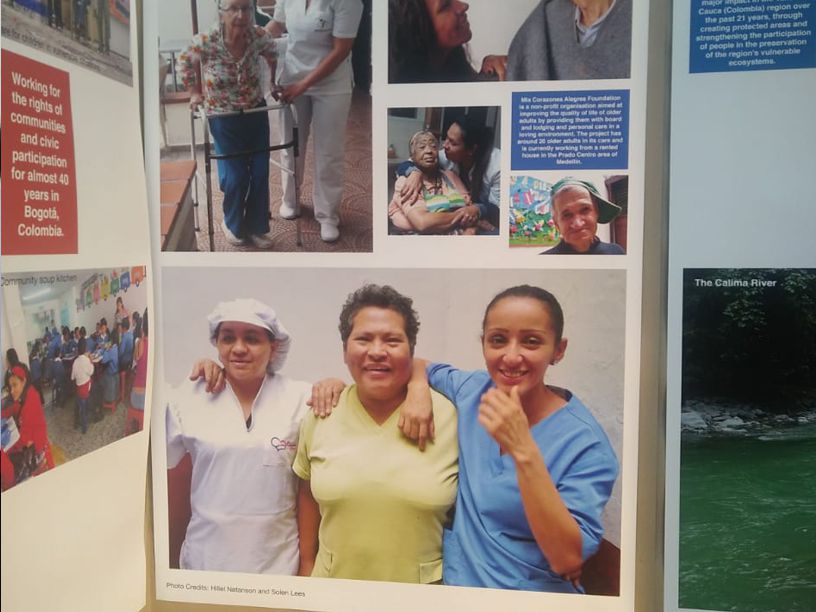 Working for
the rights of
communities
and civic
participation
for almost 40
years in
Bogotá,
Colombia.
Community soup kitchen
Mis Corazones Alegres Foundation
is a non-profit organisation aimed at
improving the quality of life of older
adults by providing them with board
and lodging and personal care in a
loving environment. The project has
around 20 older adults in its care and
is currently working from a rented
house in the Prado Centro area of
Medellin.
Photo Credits: Hillel Natanson and Solen Lees
major impact in the
Cauca (Colombia) region over
the past 21 years, through
creating protected areas and
strengthening the participation
of people in the preservation
of the region's vulnerable
ecosystems.
The Calima River